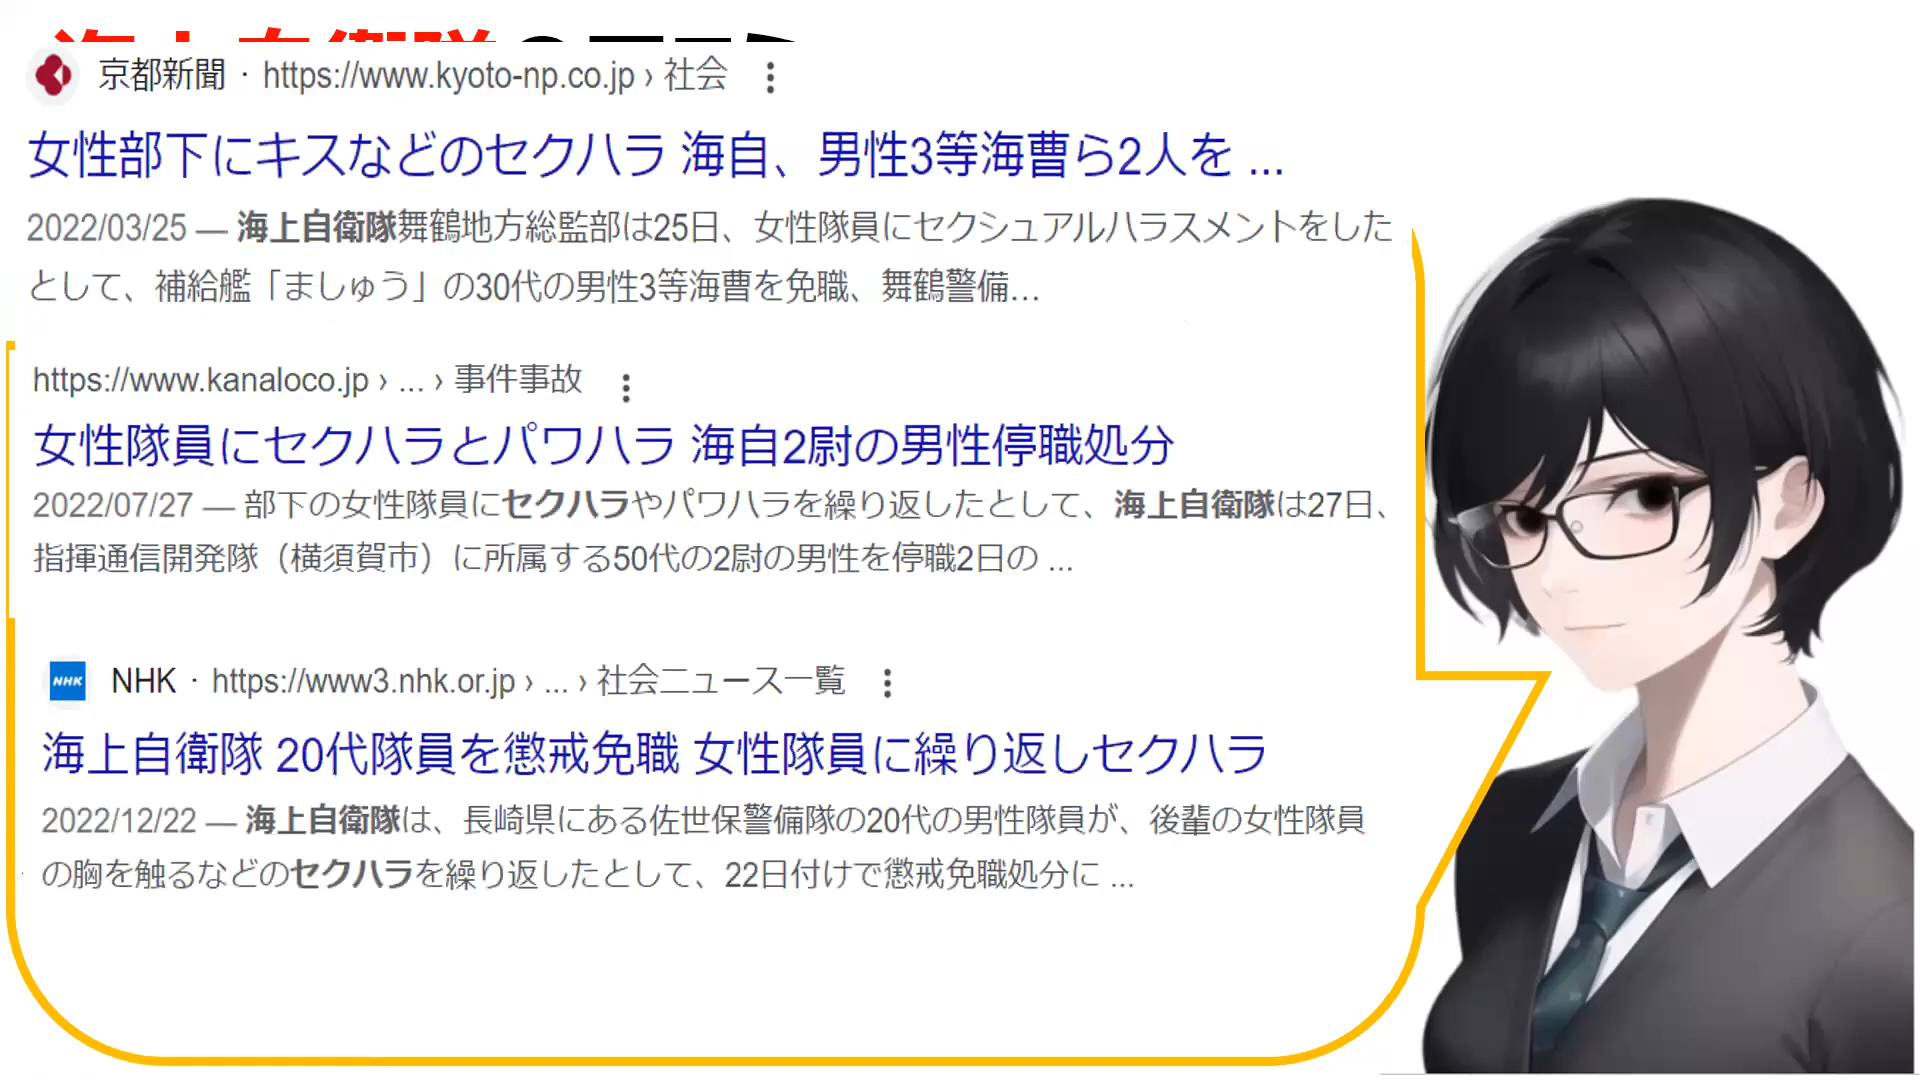 京都新聞 · https://www.kyoto-np.co.jp › 社会
女性部下にキスなどのセクハラ 海自、男性3等海曹ら2人を ...
2022/03/25 — 海上自衛隊舞鶴地方総監部は25日、女性隊員にセクシュアルハラスメントをした
として、補給艦「ましゅう」の30代の男性3等海曹を免職、舞鶴警備...
https://www.kanaloco.jp › ... › 事件事故
女性隊員にセクハラとパワハラ 海自2尉の男性停職処分
2022/07/27 — 部下の女性隊員にセクハラやパワハラを繰り返したとして、海上自衛隊は27日、
指揮通信開発隊（横須賀市）に所属する50代の2尉の男性を停職2日の ...
NHK · https://www3.nhk.or.jp › ... › 社会ニュース一覧
海上自衛隊 20代隊員を懲戒免職 女性隊員に繰り返しセクハラ
2022/12/22 — 海上自衛隊は、長崎県にある佐世保警備隊の20代の男性隊員が、後輩の女性隊員
の胸を触るなどのセクハラを繰り返したとして、22日付けで懲戒免職処分に ...